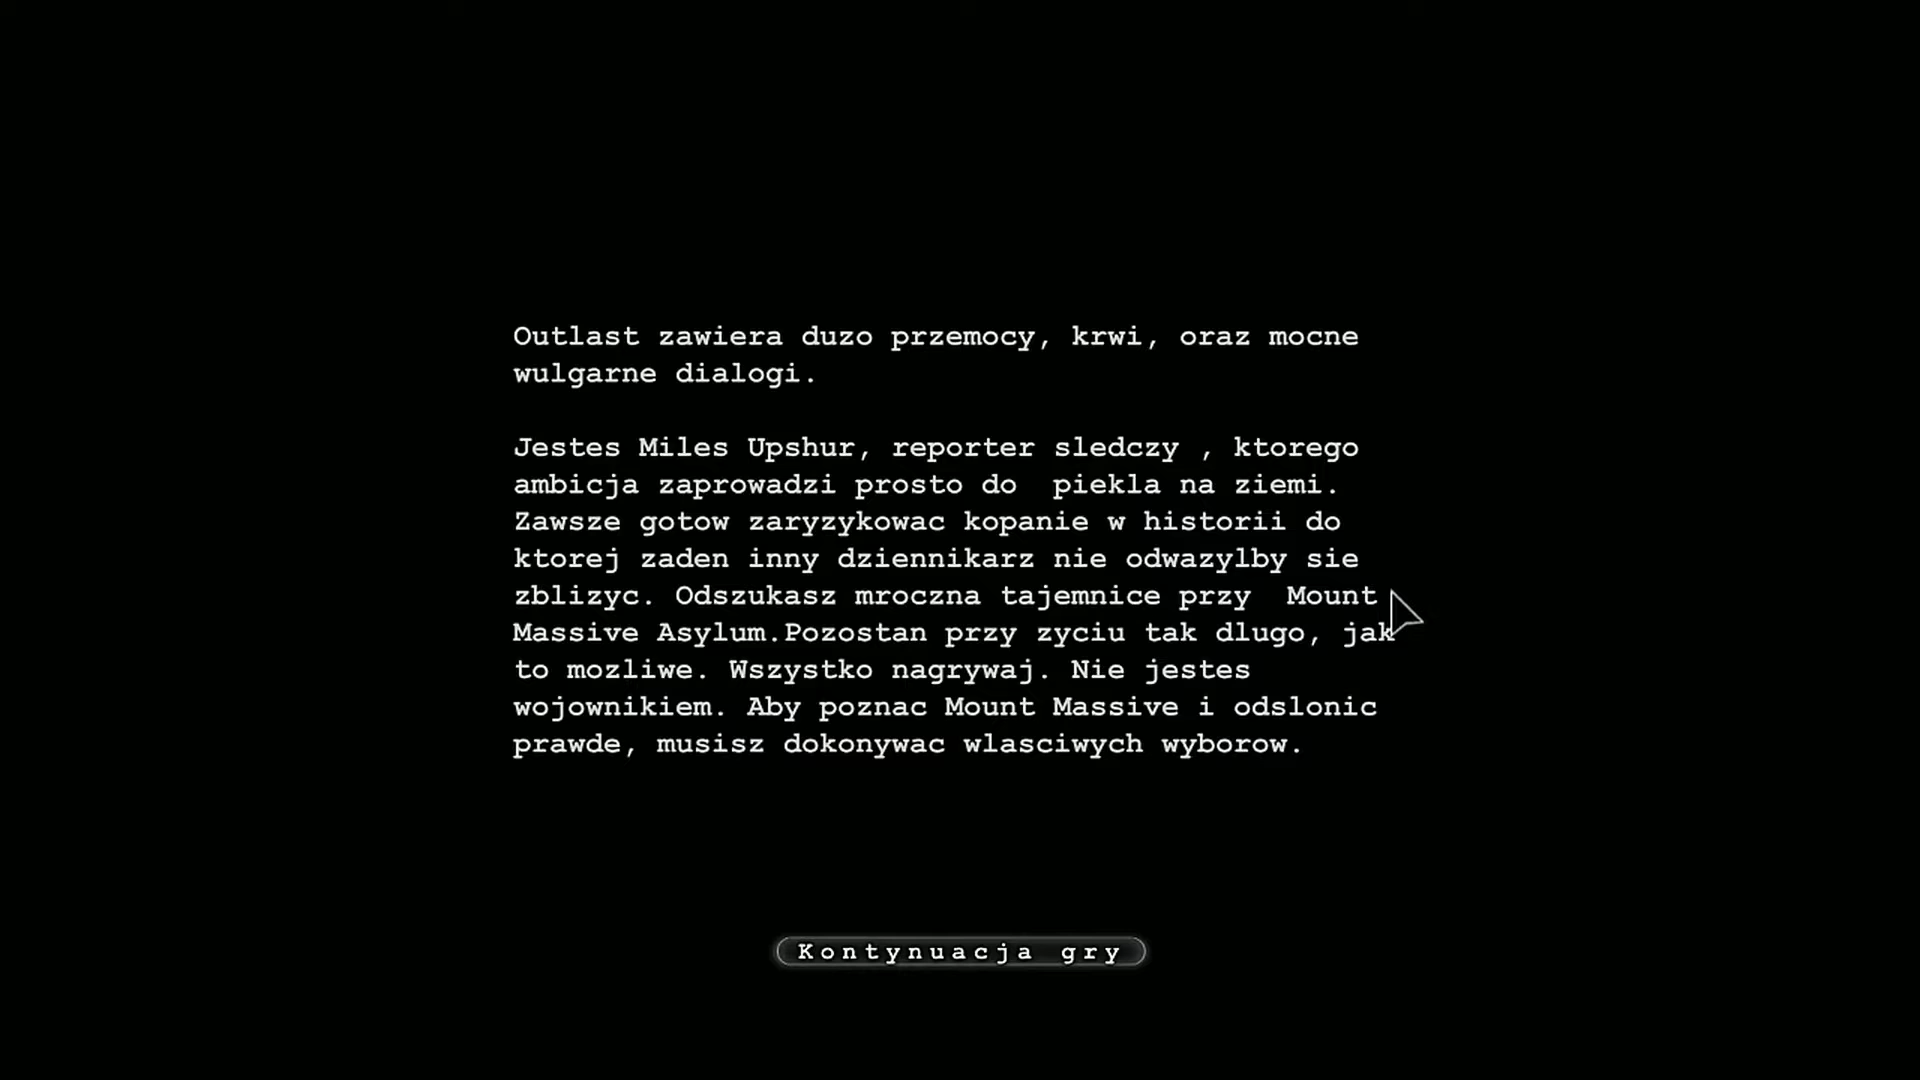 Outlast zawiera duzo przemocy, krwi, oraz mocne
wulgarne dialogi.
Jestes Miles Upshur, reporter sledczy , ktorego
ambicja zaprowadzi prosto do  piekla na ziemi.
Zawsze gotow zaryzykowac kopanie w historii do
ktorej zaden inny dziennikarz nie odwazylby sie
zblizyc. Odszukasz mroczna tajemnice przy  Mount
Massive Asylum.Pozostan przy zyciu tak dlugo, jak
to mozliwe. Wszystko nagrywaj. Nie jestes
wojownikiem. Aby poznac Mount Massive i odslonic
prawde, musisz dokonywac wlasciwych wyborow.
Kontynuacja gry